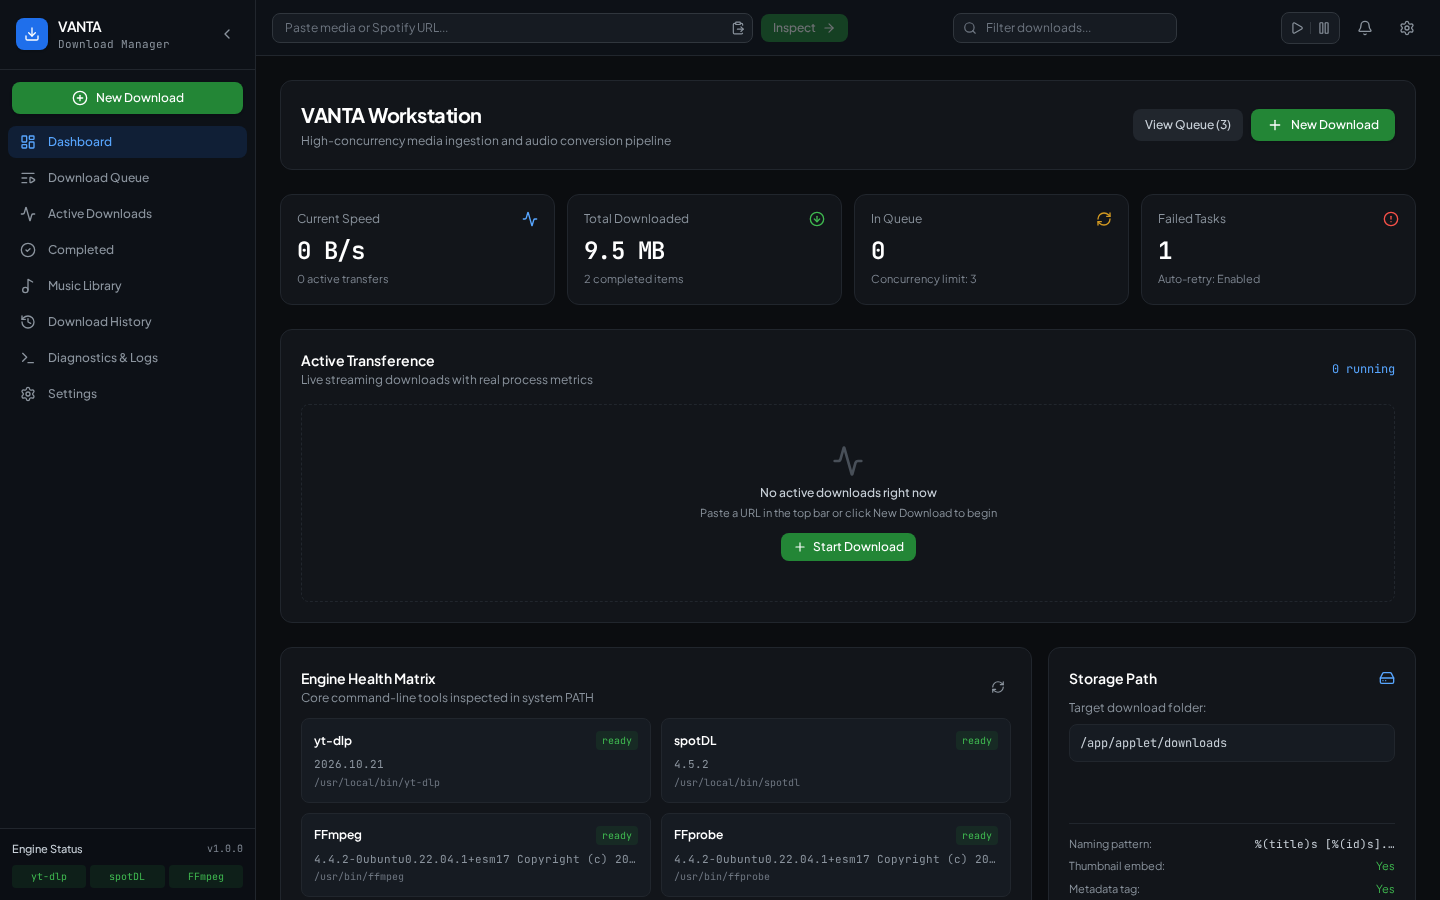 VANTA
Download Manager
New Download
Dashboard
Download Queue
Active Downloads
Completed
Music Library
Download History
Diagnostics & Logs
Settings
Engine Status
v1.0.0
yt-dlp
spotDL
FFmpeg
Paste media or Spotify URL...
Inspect
Filter downloads...
VANTA Workstation
High-concurrency media ingestion and audio conversion pipeline
View Queue (3)
New Download
Current Speed
0 B/s
0 active transfers
Total Downloaded
9.5 MB
2 completed items
In Queue
0
Concurrency limit: 3
Failed Tasks
1
Auto-retry: Enabled
Active Transference
Live streaming downloads with real process metrics
0 running
No active downloads right now
Paste a URL in the top bar or click New Download to begin
Start Download
Engine Health Matrix
Core command-line tools inspected in system PATH
yt-dlp
ready
2026.10.21
/usr/local/bin/yt-dlp
spotDL
ready
4.5.2
/usr/local/bin/spotdl
FFmpeg
ready
4.4.2-0ubuntu0.22.04.1+esm17 Copyright (c) 20…
/usr/bin/ffmpeg
FFprobe
ready
4.4.2-0ubuntu0.22.04.1+esm17 Copyright (c) 20…
/usr/bin/ffprobe
Storage Path
Target download folder:
/app/applet/downloads
Naming pattern:
%(title)s [%(id)s].…
Thumbnail embed:
Yes
Metadata tag:
Yes